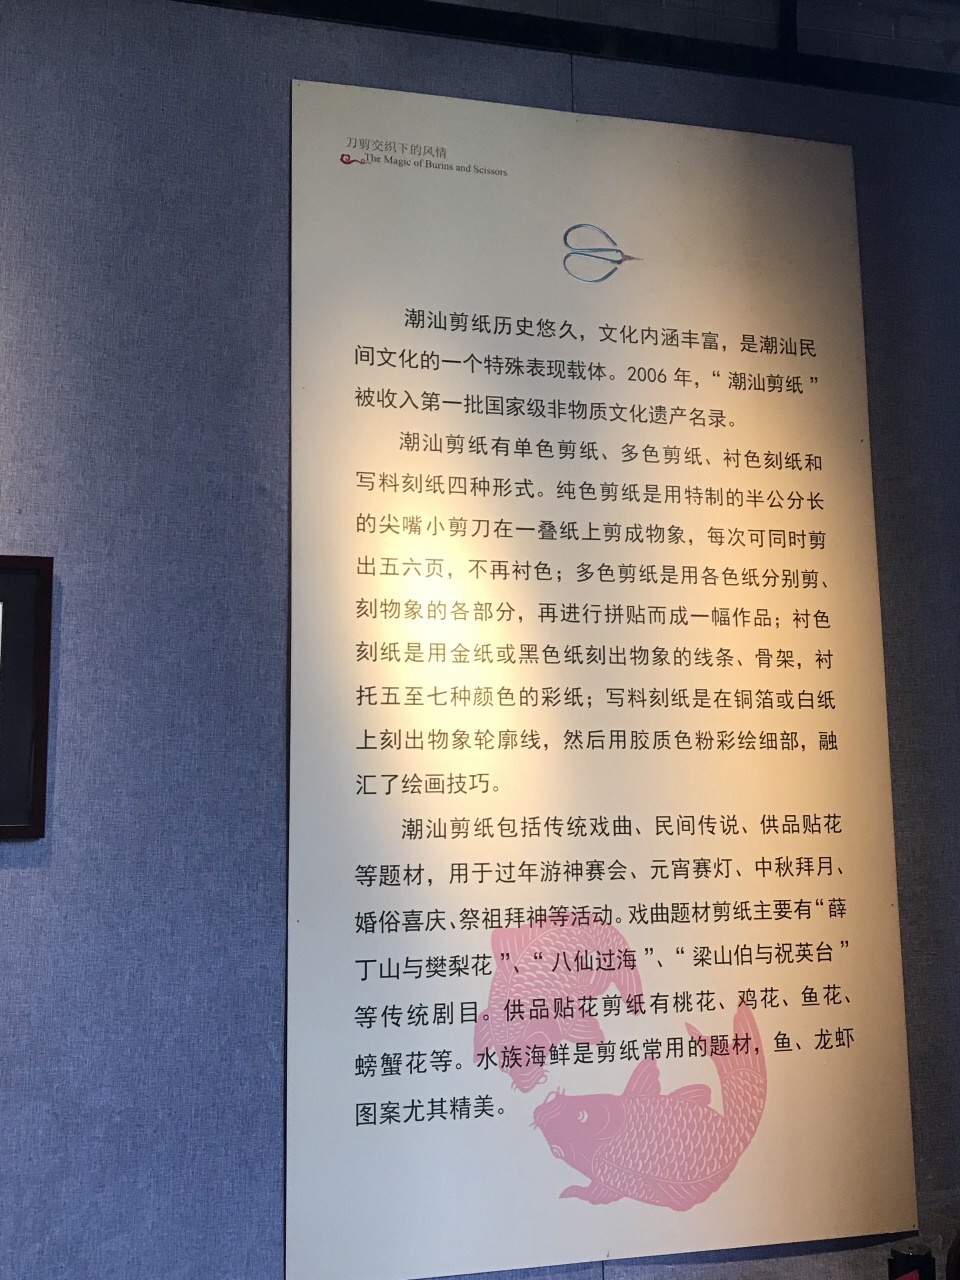 刀剪交织下的风情
The Magic of Burins and Scissors
潮汕剪纸历史悠久，文化内涵丰富，是潮汕民
间文化的一个特殊表现载体。2006 年，“ 潮汕剪纸 ”
被收入第一批国家级非物质文化遗产名录。
潮汕剪纸有单色剪纸、多色剪纸、衬色刻纸和
写料刻纸四种形式。纯色剪纸是用特制的半公分长
的尖嘴小剪刀在一叠纸上剪成物象，每次可同时剪
出五六页，不再衬色；多色剪纸是用各色纸分别剪、
刻物象的各部分，再进行拼贴而成一幅作品；衬色
刻纸是用金纸或黑色纸刻出物象的线条、骨架，衬
托五至七种颜色的彩纸；写料刻纸是在铜箔或白纸
上刻出物象轮廓线，然后用胶质色粉彩绘细部，融
汇了绘画技巧。
潮汕剪纸包括传统戏曲、民间传说、供品贴花
等题材，用于过年游神赛会、元宵赛灯、中秋拜月、
婚俗喜庆、祭祖拜神等活动。戏曲题材剪纸主要有“薛
丁山与樊梨花 ”、“ 八仙过海 ”、“ 梁山伯与祝英台 ”
等传统剧目。供品贴花剪纸有桃花、鸡花、鱼花、
螃蟹花等。水族海鲜是剪纸常用的题材，鱼、龙虾
图案尤其精美。